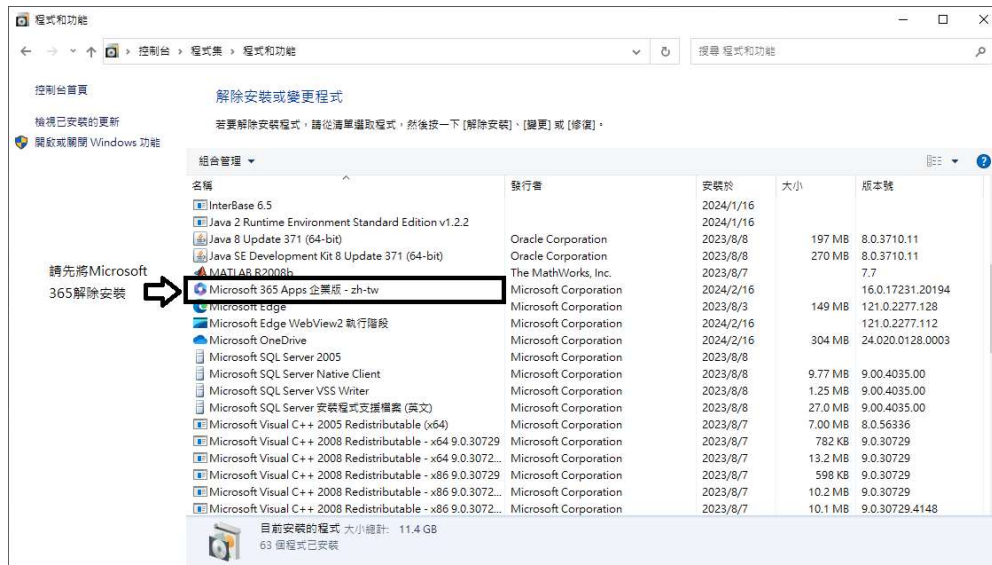 程式和功能
控制台 › 程式集 › 程式和功能
搜尋 程式和功能
控制台首頁
檢視已安裝的更新
開啟或關閉 Windows 功能
解除安裝或變更程式
若要解除安裝程式，請從清單選取程式，然後按一下 [解除安裝]、[變更] 或 [修復]。
組合管理
名稱 發行者 安裝於 大小 版本號
InterBase 6.5 2024/1/16
Java 2 Runtime Environment Standard Edition v1.2.2 2024/1/16
Java 8 Update 371 (64-bit) Oracle Corporation 2023/8/8 197 MB 8.0.3710.11
Java SE Development Kit 8 Update 371 (64-bit) Oracle Corporation 2023/8/8 270 MB 8.0.3710.11
MATLAB R2008b The MathWorks, Inc. 2023/8/7 7.7
請先將Microsoft
365解除安裝
Microsoft 365 Apps 企業版 - zh-tw Microsoft Corporation 2024/2/16 16.0.17231.20194
Microsoft Edge Microsoft Corporation 2023/8/3 149 MB 121.0.2277.128
Microsoft Edge WebView2 執行階段 Microsoft Corporation 2024/2/16 121.0.2277.112
Microsoft OneDrive Microsoft Corporation 2024/2/16 304 MB 24.020.0128.0003
Microsoft SQL Server 2005 Microsoft Corporation 2023/8/8
Microsoft SQL Server Native Client Microsoft Corporation 2023/8/8 9.77 MB 9.00.4035.00
Microsoft SQL Server VSS Writer Microsoft Corporation 2023/8/8 1.25 MB 9.00.4035.00
Microsoft SQL Server 安裝程式支援檔案 (英文) Microsoft Corporation 2023/8/8 27.0 MB 9.00.4035.00
Microsoft Visual C++ 2005 Redistributable (x64) Microsoft Corporation 2023/8/7 7.00 MB 8.0.56336
Microsoft Visual C++ 2008 Redistributable - x64 9.0.30729 Microsoft Corporation 2023/8/7 782 KB 9.0.30729
Microsoft Visual C++ 2008 Redistributable - x64 9.0.3072... Microsoft Corporation 2023/8/7 13.2 MB 9.0.30729
Microsoft Visual C++ 2008 Redistributable - x86 9.0.30729 Microsoft Corporation 2023/8/7 598 KB 9.0.30729
Microsoft Visual C++ 2008 Redistributable - x86 9.0.3072... Microsoft Corporation 2023/8/7 10.2 MB 9.0.30729
Microsoft Visual C++ 2008 Redistributable - x86 9.0.3072... Microsoft Corporation 2023/8/7 10.1 MB 9.0.30729.4148
目前安裝的程式 大小總計: 11.4 GB
63 個程式已安裝